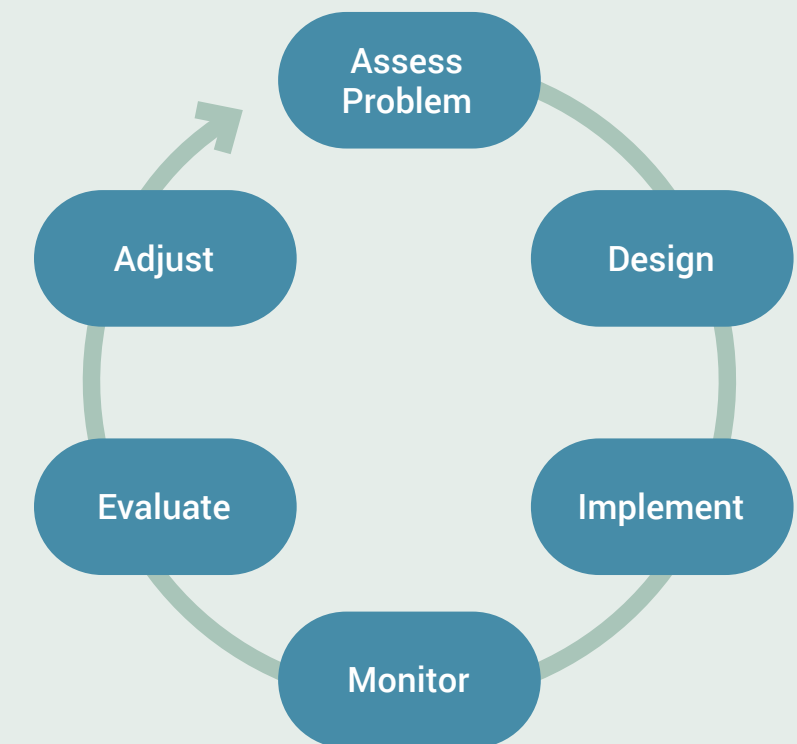 Assess
Problem
Design
Implement
Monitor
Evaluate
Adjust